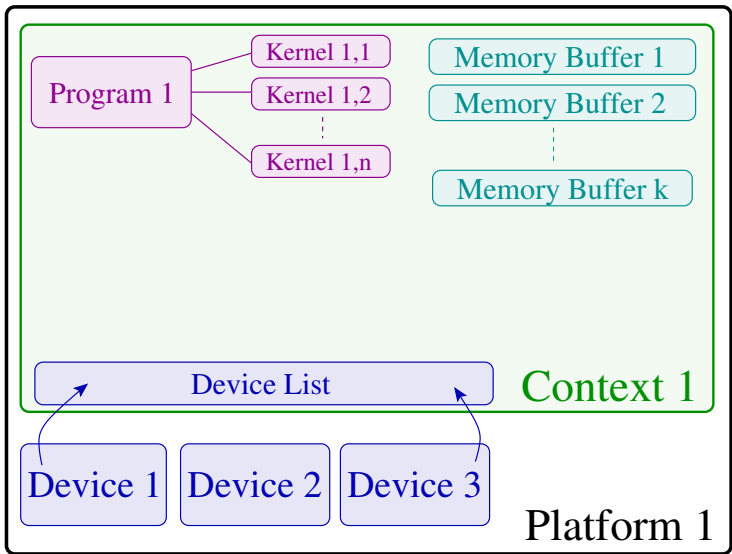 Program 1
Kernel 1,1
Kernel 1,2
Kernel 1,n
Memory Buffer 1
Memory Buffer 2
Memory Buffer k
Device List
Context 1
Device 1
Device 2
Device 3
Platform 1